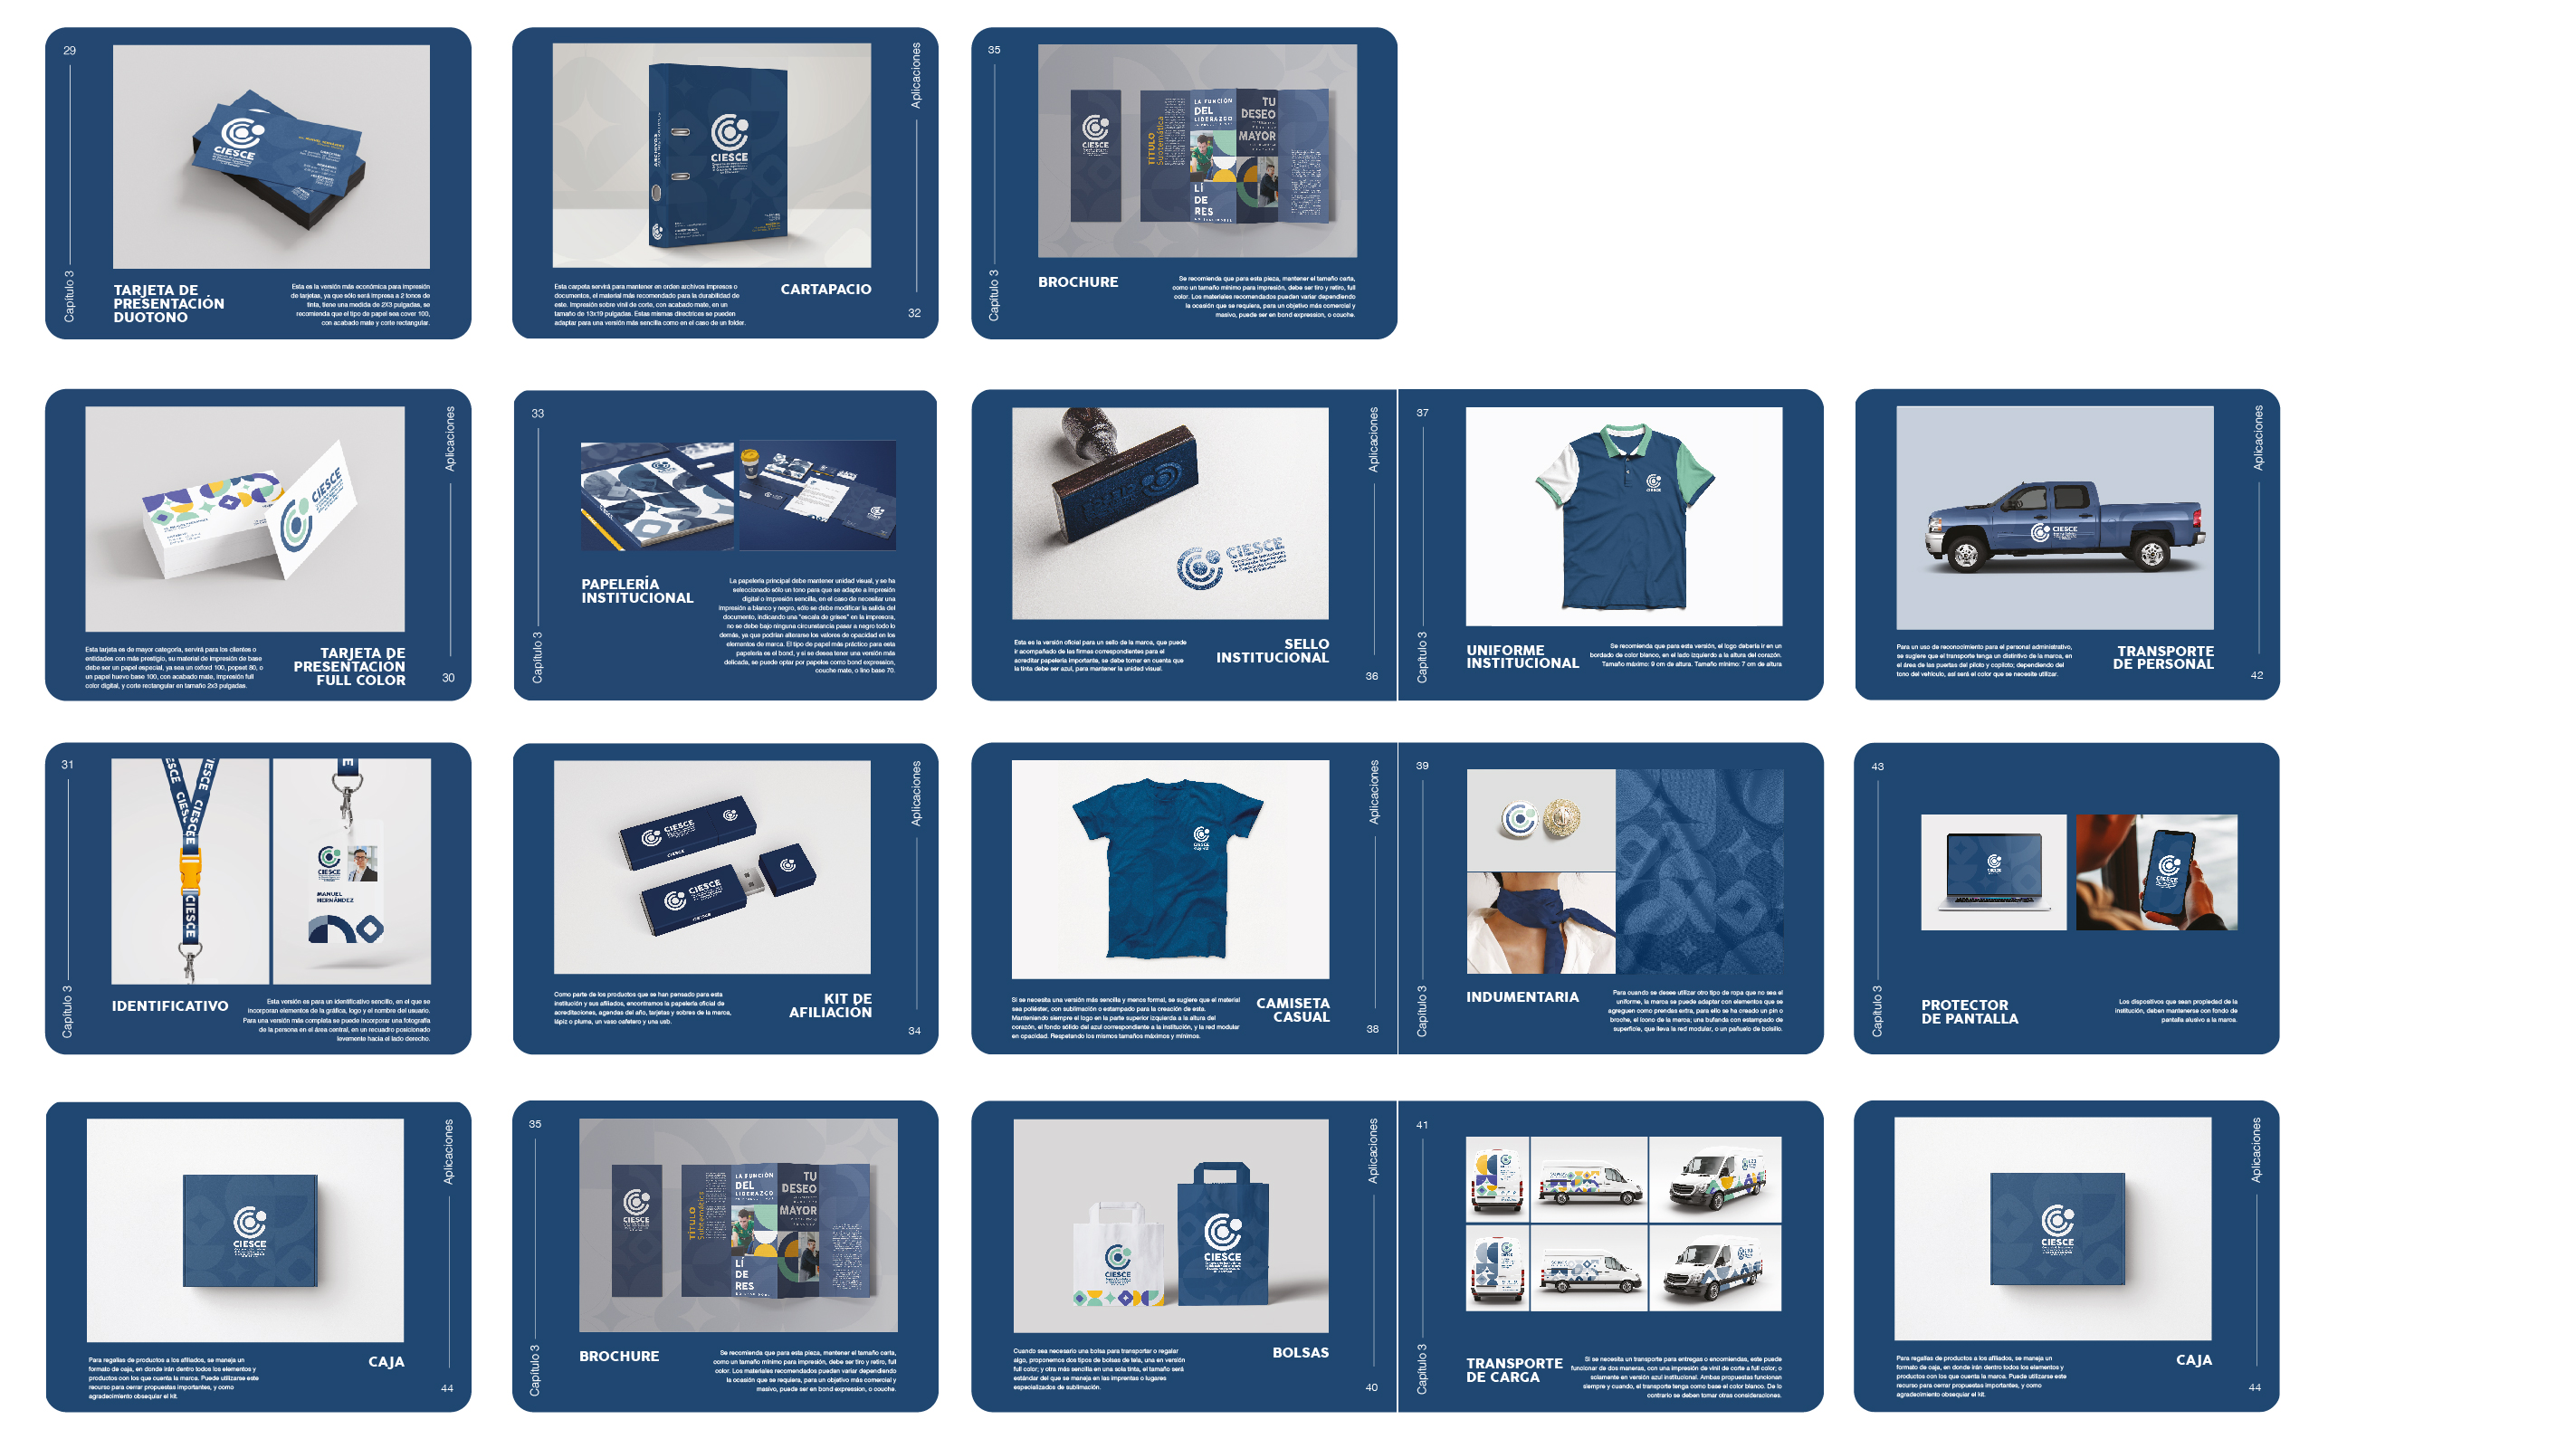 29
Capítulo 3
CIESCE
TARJETA DE
PRESENTACIÓN
DUOTONO
Esta es la versión más económica para impresión
de tarjetas, ya que sólo será impresa a 2 tonos de
tinta, tiene una medida de 2X3 pulgadas, se
recomienda que el tipo de papel sea cover 100,
con acabado mate y corte rectangular.
Aplicaciones
CIESCE
Esta carpeta servirá para mantener en orden archivos impresos o
documentos, el material más recomendado para la durabilidad de
este. Impresión sobre vinil de corte, con acabado mate, en un
tamaño de 13x19 pulgadas. Estas mismas directrices se pueden
adaptar para una versión más sencilla como en el caso de un folder.
CARTAPACIO
32
35
Capítulo 3
CIESCE
TÍTULO
Subtemática
LA FUNCIÓN
DEL
LIDERAZGO
TU
DESEO
MAYOR
LÍ
DE
RES
BROCHURE
Se recomienda que para esta pieza, mantener el tamaño carta,
como un tamaño mínimo para impresión, debe ser tiro y retiro, full
color. Los materiales recomendados pueden variar dependiendo
la ocasión que se requiera, para un objetivo más comercial y
masivo, puede ser en bond expression, o couche.
Aplicaciones
CIESCE
Esta tarjeta es de mayor categoría, servirá para los clientes o
entidades con más prestigio, su material de impresión de base
debe ser un papel especial, ya sea un oxford 100, popset 80, o
un papel huevo base 100, con acabado mate, impresión full
color digital, y corte rectangular en tamaño 2x3 pulgadas.
TARJETA DE
PRESENTACIÓN
FULL COLOR
30
33
Capítulo 3
PAPELERÍA
INSTITUCIONAL
La papelería principal debe mantener unidad visual, y se ha
seleccionado sólo un tono para que se adapte a impresión
digital o impresión sencilla, en el caso de necesitar una
impresión a blanco y negro, sólo se debe modificar la salida del
documento, indicando una "escala de grises" en la impresora,
no se debe bajo ninguna circunstancia pasar a negro todo lo
demás, ya que podrían alterarse los valores de opacidad en los
elementos de marca. El tipo de papel más práctico para esta
papelería es el bond, y si se desea tener una versión más
delicada, se puede optar por papeles como bond expression,
couche mate, o lino base 70.
Aplicaciones
CIESCE
Esta es la versión oficial para un sello de la marca, que puede
ir acompañado de las firmas correspondientes para el
acreditar papelería importante, se debe tomar en cuenta que
la tinta debe ser azul, para mantener la unidad visual.
SELLO
INSTITUCIONAL
36
37
Capítulo 3
UNIFORME
INSTITUCIONAL
Se recomienda que para esta versión, el logo debería ir en un
bordado de color blanco, en el lado izquierdo a la altura del corazón.
Tamaño máximo: 9 cm de altura. Tamaño mínimo: 7 cm de altura
Aplicaciones
CIESCE
Para un uso de reconocimiento para el personal administrativo,
se sugiere que el transporte tenga un distintivo de la marca, en
el área de las puertas del piloto y copiloto; dependiendo del
tono del vehículo, así será el color que se necesite utilizar.
TRANSPORTE
DE PERSONAL
42
31
Capítulo 3
CIESCE
CIESCE
CIESCE
CIESCE
MANUEL
HERNÁNDEZ
IDENTIFICATIVO
Esta versión es para un identificativo sencillo, en el que se
incorporan elementos de la gráfica, logo y el nombre del usuario.
Para una versión más completa se puede incorporar una fotografía
de la persona en el área central, en un recuadro posicionado
levemente hacia el lado derecho.
Aplicaciones
CIESCE
CIESCE
Como parte de los productos que se han pensado para esta
institución y sus afiliados, encontramos la papelería oficial de
acreditaciones, agendas del año, tarjetas y sobres de la marca,
lápiz o pluma, un vaso cafetero y una usb.
KIT DE
AFILIACIÓN
34
Aplicaciones
CIESCE
Si se necesita una versión más sencilla y menos formal, se sugiere que el material
sea poliéster, con sublimación o estampado para la creación de esta.
Manteniendo siempre el logo en la parte superior izquierda a la altura del
corazón, el fondo sólido del azul correspondiente a la institución, y la red modular
en opacidad. Respetando los mismos tamaños máximos y mínimos.
CAMISETA
CASUAL
38
39
Capítulo 3
INDUMENTARIA
Para cuando se desee utilizar otro tipo de ropa que no sea el
uniforme, la marca se puede adaptar con elementos que se
agreguen como prendas extra, para ello se ha creado un pin o
broche, el ícono de la marca; una bufanda con estampado de
superficie, que lleva la red modular, o un pañuelo de bolsillo.
43
Capítulo 3
PROTECTOR
DE PANTALLA
Los dispositivos que sean propiedad de la
institución, deben mantenerse con fondo de
pantalla alusivo a la marca.
Aplicaciones
CIESCE
Para regalías de productos a los afiliados, se maneja un
formato de caja, en donde irán dentro todos los elementos y
productos con los que cuenta la marca. Puede utilizarse este
recurso para cerrar propuestas importantes, y como
agradecimiento obsequiar el kit.
CAJA
44
35
Capítulo 3
CIESCE
TÍTULO
Subtemática
LA FUNCIÓN
DEL
LIDERAZGO
TU
DESEO
MAYOR
LÍ
DE
RES
BROCHURE
Se recomienda que para esta pieza, mantener el tamaño carta,
como un tamaño mínimo para impresión, debe ser tiro y retiro, full
color. Los materiales recomendados pueden variar dependiendo
la ocasión que se requiera, para un objetivo más comercial y
masivo, puede ser en bond expression, o couche.
Aplicaciones
CIESCE
CIESCE
Cuando sea necesario una bolsa para transportar o regalar
algo, proponemos dos tipos de bolsas de tela, una en versión
full color; y otra más sencilla en una sola tinta, el tamaño será
estándar del que se maneja en las imprentas o lugares
especializados de sublimación.
BOLSAS
40
41
Capítulo 3
TRANSPORTE
DE CARGA
Si se necesita un transporte para entregas o encomiendas, este puede
funcionar de dos maneras, con una impresión de vinil de corte a full color; o
solamente en versión azul institucional. Ambas propuestas funcionan
siempre y cuando, el transporte tenga como base el color blanco. De lo
contrario se deben tomar otras consideraciones.
Aplicaciones
CIESCE
Para regalías de productos a los afiliados, se maneja un
formato de caja, en donde irán dentro todos los elementos y
productos con los que cuenta la marca. Puede utilizarse este
recurso para cerrar propuestas importantes, y como
agradecimiento obsequiar el kit.
CAJA
44